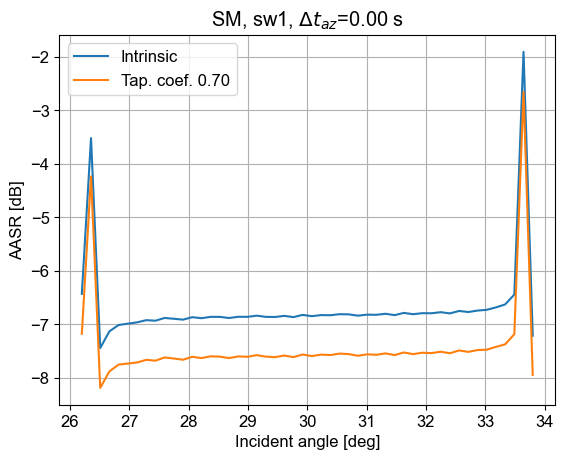 SM, sw1, Δt_az=0.00 s
Intrinsic
Tap. coef. 0.70
AASR [dB]
−2
−3
−4
−5
−6
−7
−8
26 27 28 29 30 31 32 33 34
Incident angle [deg]